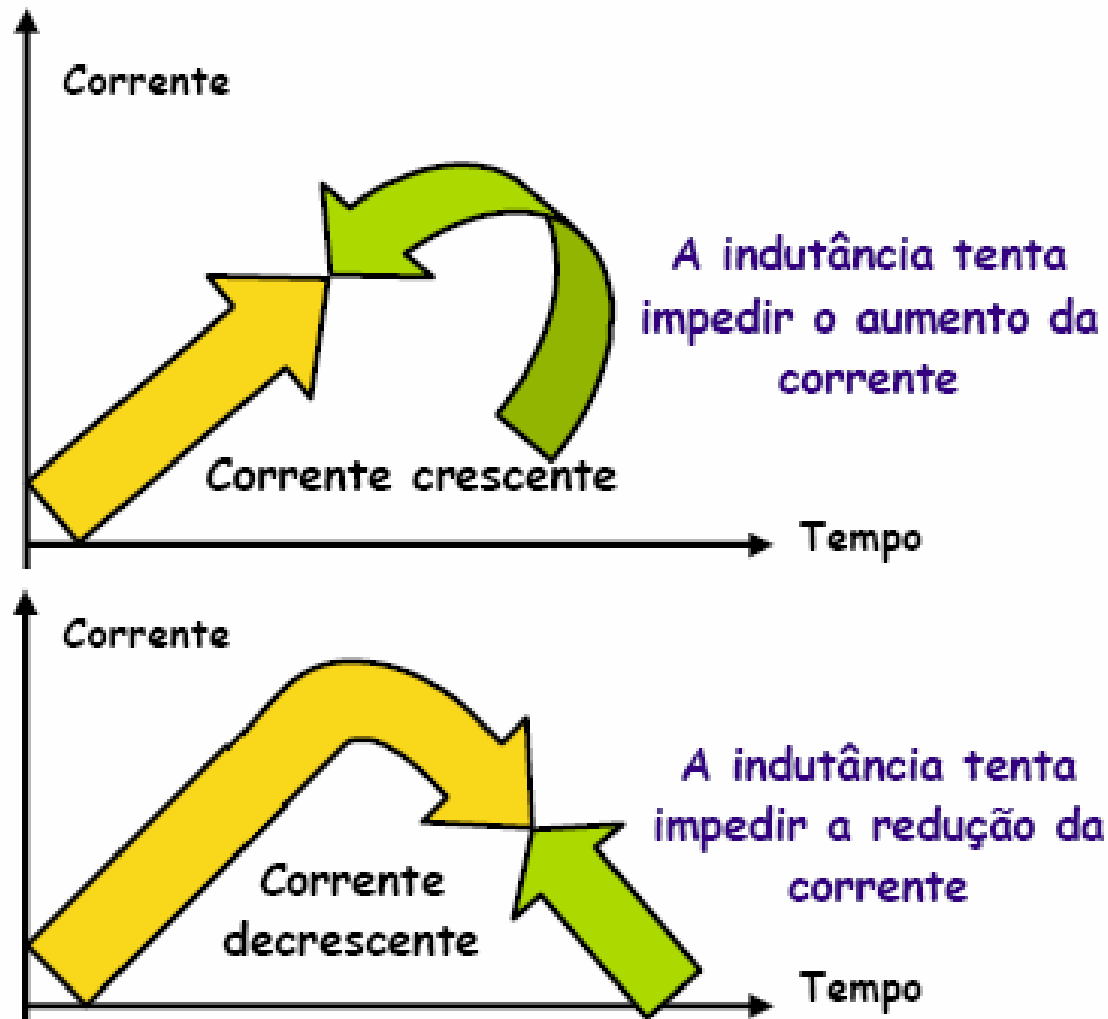 Corrente
A indutância tenta
impedir o aumento da
corrente
Corrente crescente
Tempo
Corrente
A indutância tenta
impedir a redução da
corrente
Corrente
decrescente
Tempo